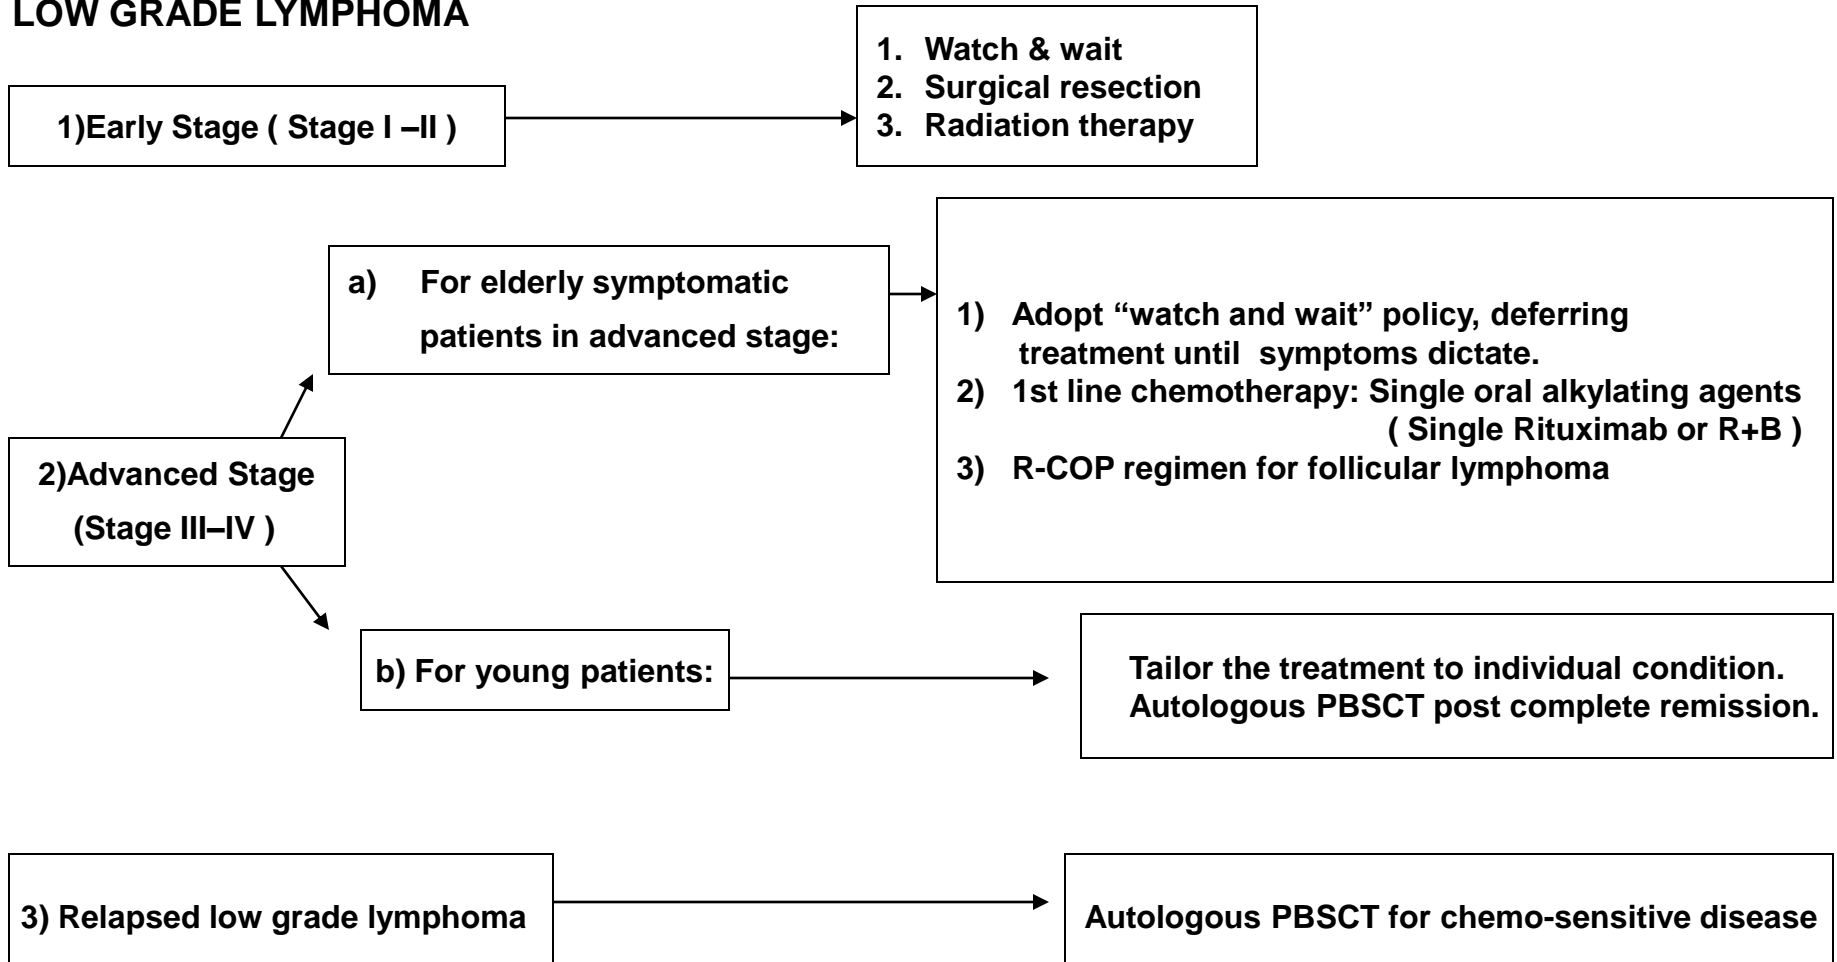 LOW GRADE LYMPHOMA
1. Watch & wait
2. Surgical resection
3. Radiation therapy
1)Early Stage ( Stage I –II )
a) For elderly symptomatic
patients in advanced stage:
1) Adopt “watch and wait” policy, deferring
treatment until symptoms dictate.
2) 1st line chemotherapy: Single oral alkylating agents
( Single Rituximab or R+B )
3) R-COP regimen for follicular lymphoma
2)Advanced Stage
(Stage III–IV )
b) For young patients:
Tailor the treatment to individual condition.
Autologous PBSCT post complete remission.
3) Relapsed low grade lymphoma
Autologous PBSCT for chemo-sensitive disease